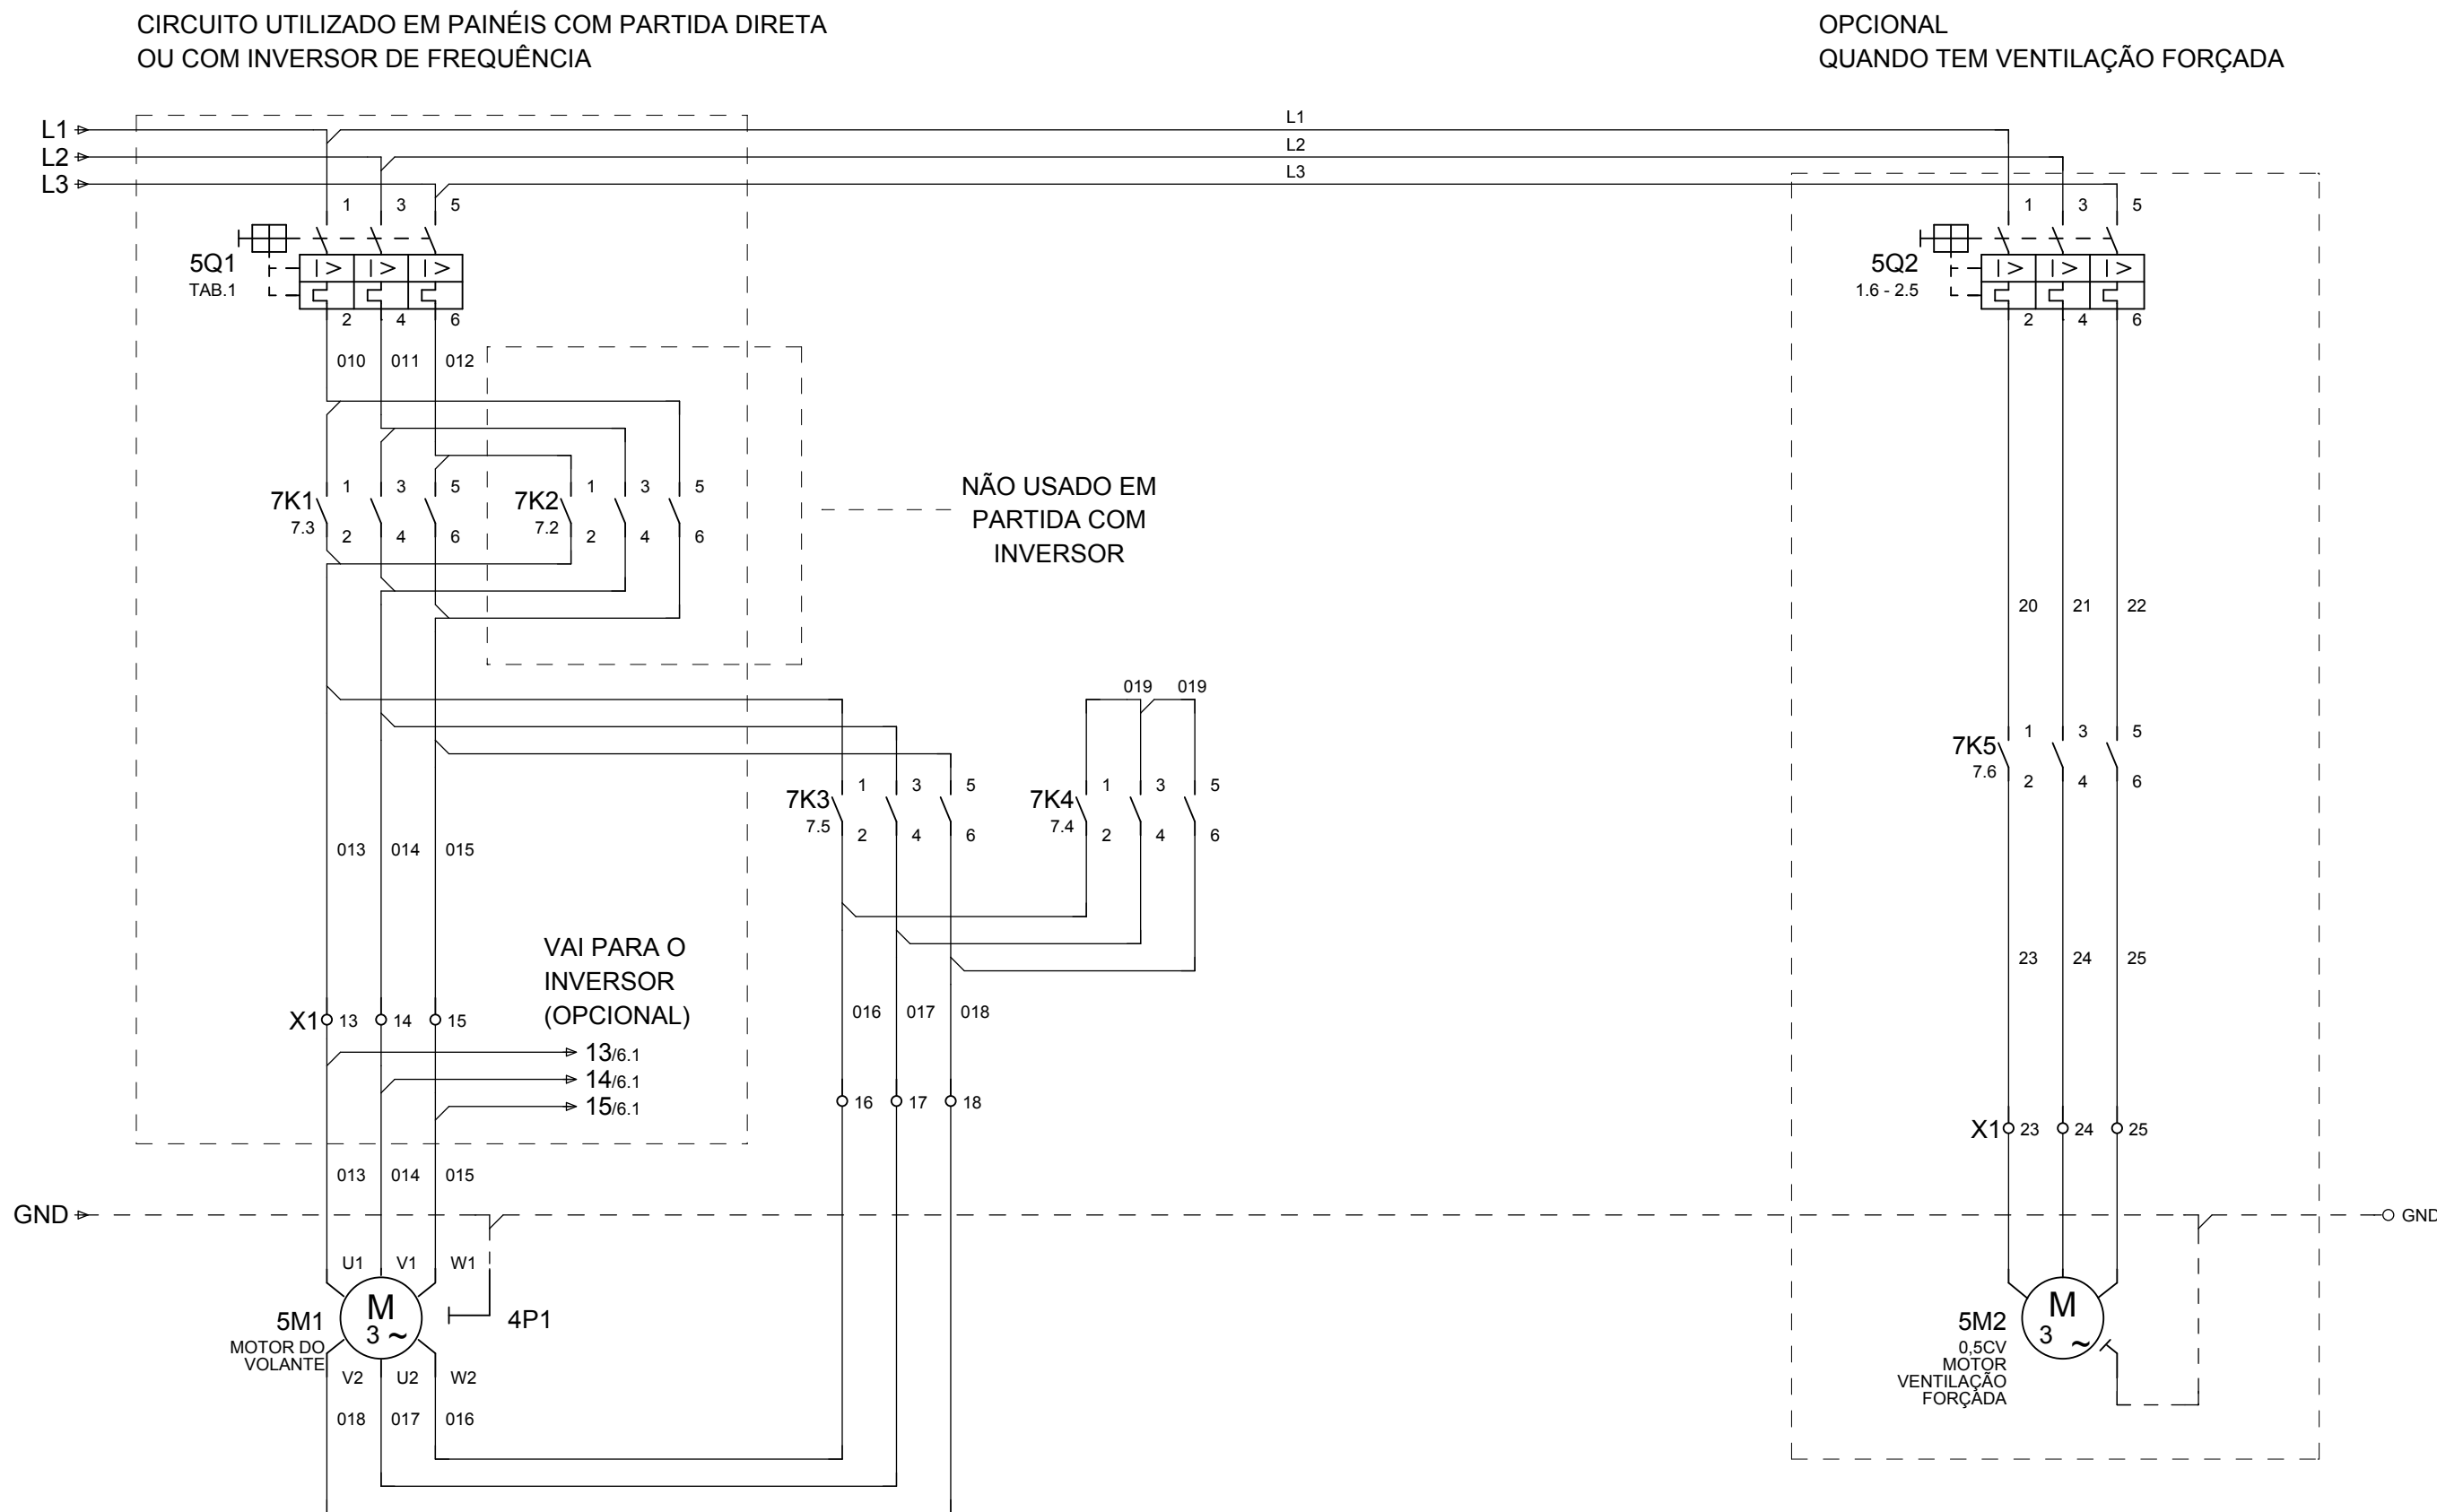 CIRCUITO UTILIZADO EM PAINÉIS COM PARTIDA DIRETA
OU COM INVERSOR DE FREQUÊNCIA
OPCIONAL
QUANDO TEM VENTILAÇÃO FORÇADA
L1
L2
L3
L1
L2
L3
1 3 5
5Q1
TAB.1
I> I> I>
2 4 6
010 011 012
1 3 5
5Q2
1.6 - 2.5
I> I> I>
2 4 6
7K1
7.3
1 3 5
2 4 6
7K2
7.2
1 3 5
2 4 6
NÃO USADO EM
PARTIDA COM
INVERSOR
20 21 22
019 019
7K3
7.5
1 3 5
2 4 6
7K4
7.4
1 3 5
2 4 6
7K5
7.6
1 3 5
2 4 6
013 014 015
VAI PARA O
INVERSOR
(OPCIONAL)
23 24 25
X1 13 14 15
016 017 018
13/6.1
14/6.1
15/6.1
16 17 18
X1 23 24 25
013 014 015
GND
GND
U1 V1 W1
M
3 ~
5M1
MOTOR DO
VOLANTE
4P1
V2 U2 W2
018 017 016
M
3 ~
5M2
0,5CV
MOTOR
VENTILAÇÃO
FORÇADA